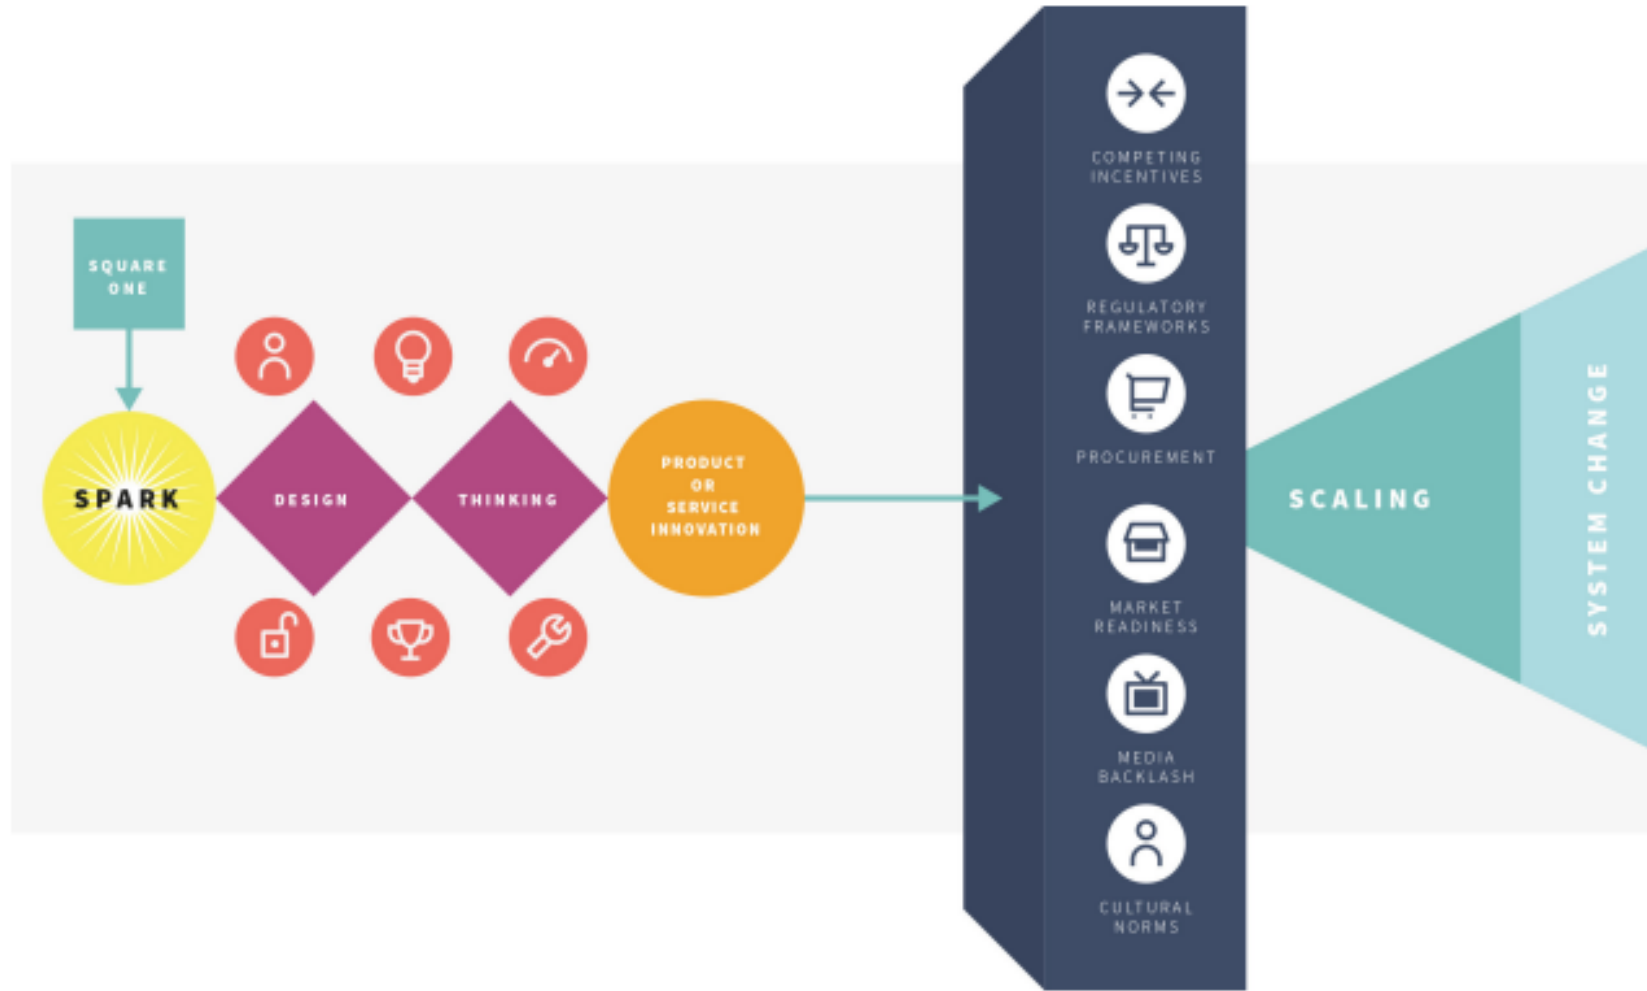 SQUARE
ONE
SPARK
DESIGN
THINKING
PRODUCT
OR
SERVICE
INNOVATION
COMPETING
INCENTIVES
REGULATORY
FRAMEWORKS
PROCUREMENT
MARKET
READINESS
MEDIA
BACKLASH
CULTURAL
NORMS
SCALING
SYSTEM CHANGE